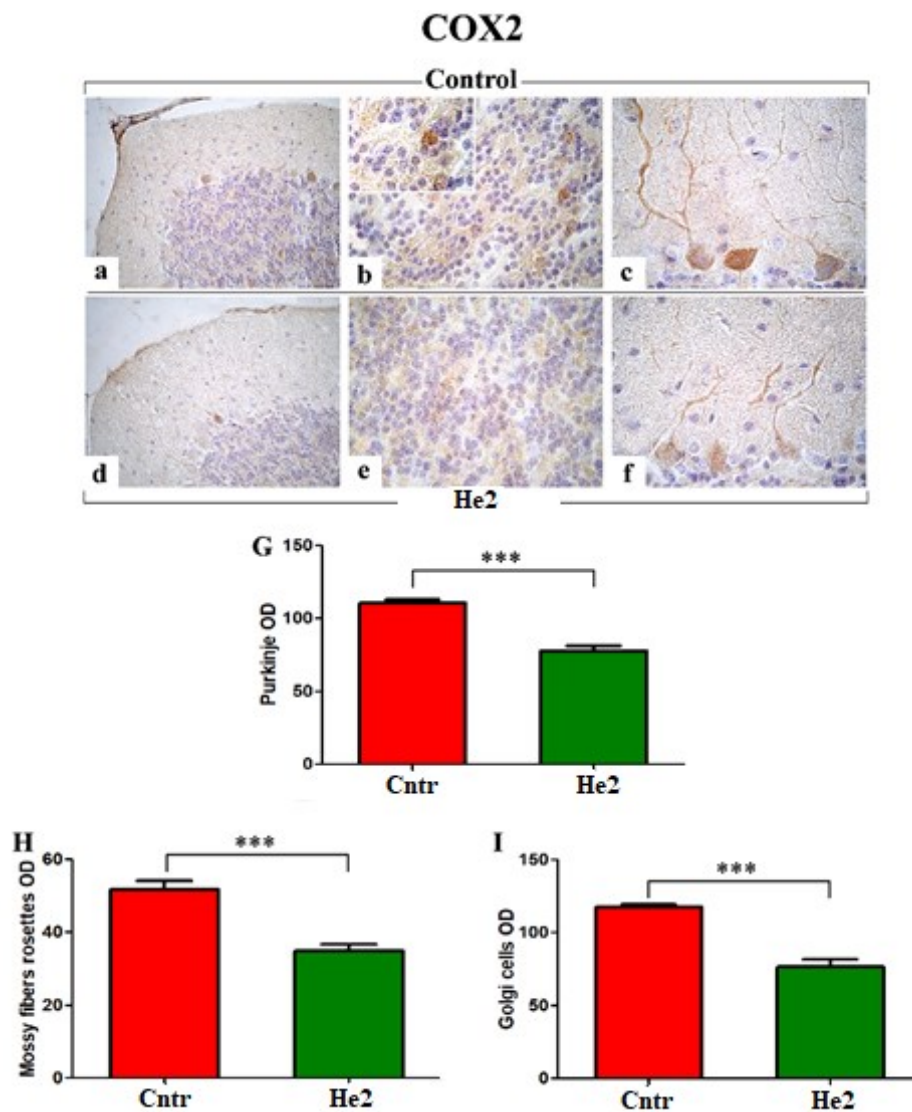 COX2
Control
a
b
c
d
e
f
He2
G
150
100
50
0
Purkinje OD
***
Cntr
He2
H
60
40
20
0
Mossy fibers rosettes OD
***
Cntr
He2
I
150
100
50
0
Golgi cells OD
***
Cntr
He2